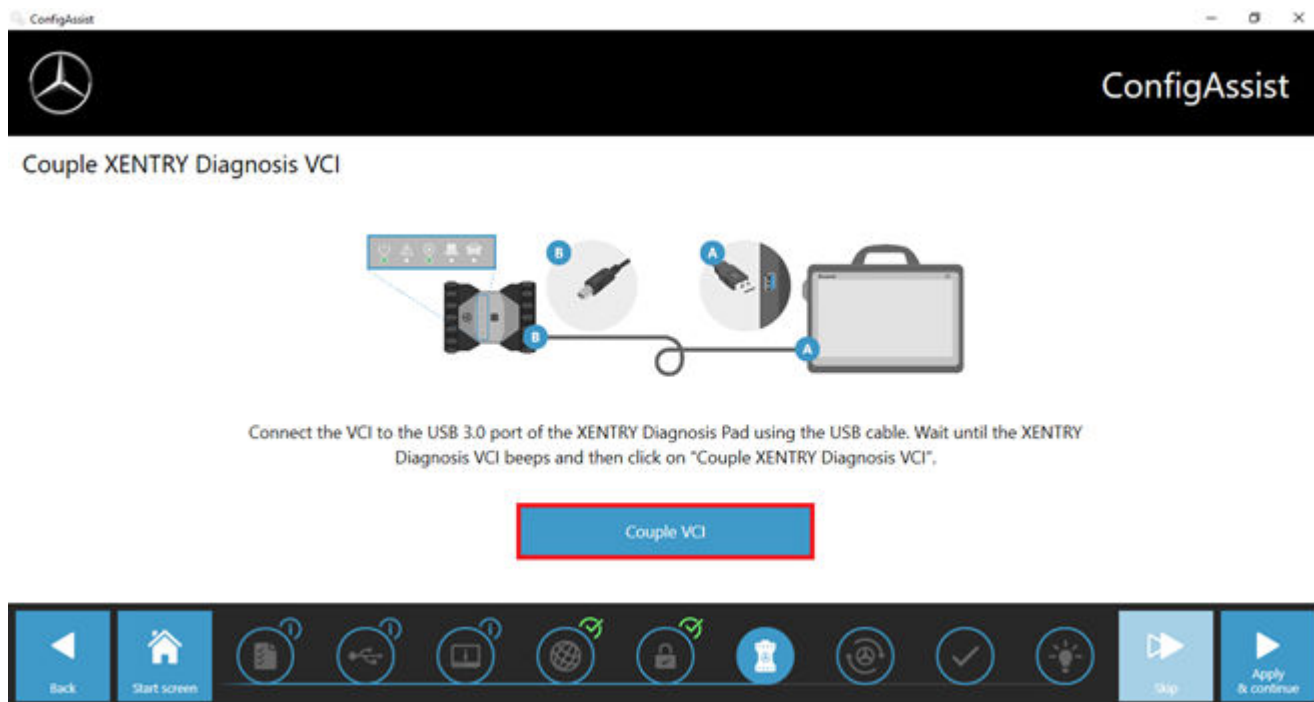 ConfigAssist
ConfigAssist
Couple XENTRY Diagnosis VCI
B
A
B
A
Connect the VCI to the USB 3.0 port of the XENTRY Diagnosis Pad using the USB cable. Wait until the XENTRY
Diagnosis VCI beeps and then click on "Couple XENTRY Diagnosis VCI".
Couple VCI
Back
Start screen
Skip
Apply
& continue